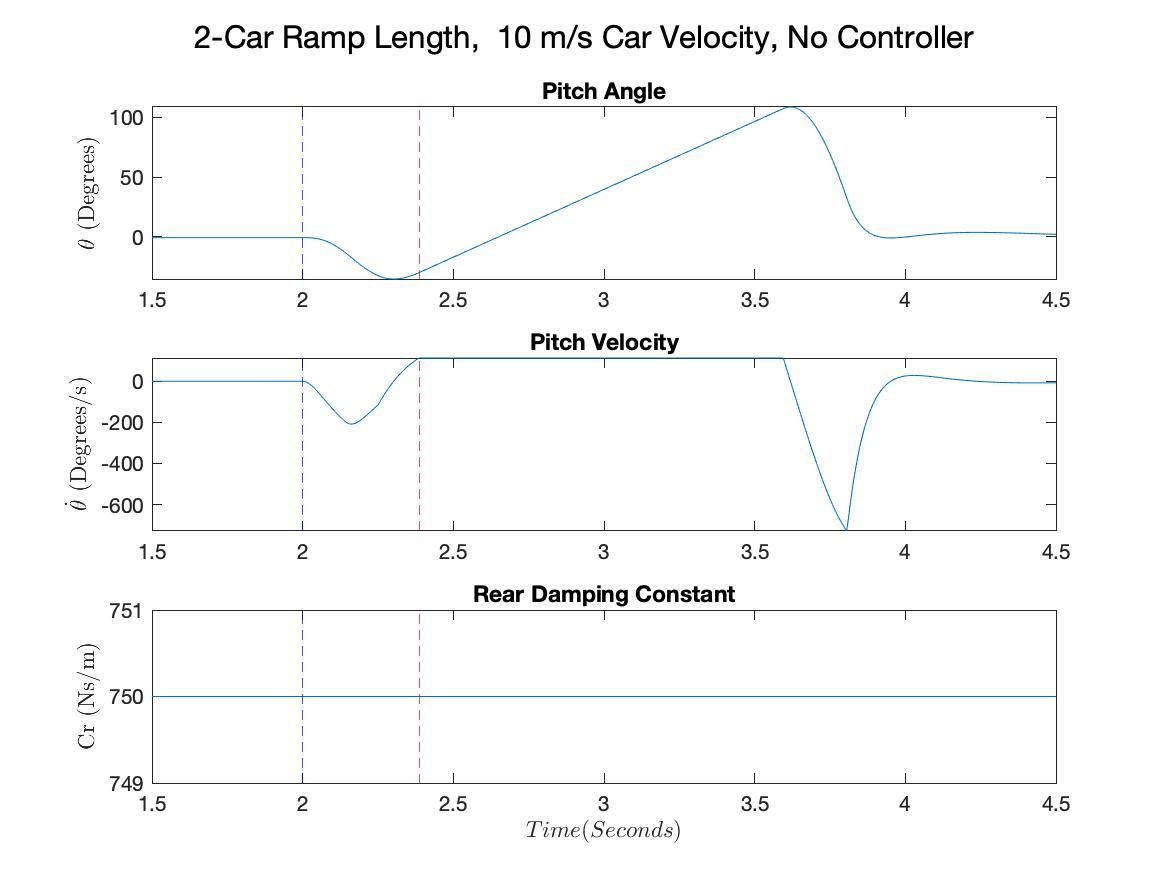 2-Car Ramp Length,  10 m/s Car Velocity, No Controller
Pitch Angle
100
50
0
θ (Degrees)
1.5 2 2.5 3 3.5 4 4.5
Pitch Velocity
0
-200
-400
-600
θ̇ (Degrees/s)
1.5 2 2.5 3 3.5 4 4.5
Rear Damping Constant
751
750
749
Cr (Ns/m)
1.5 2 2.5 3 3.5 4 4.5
Time(Seconds)